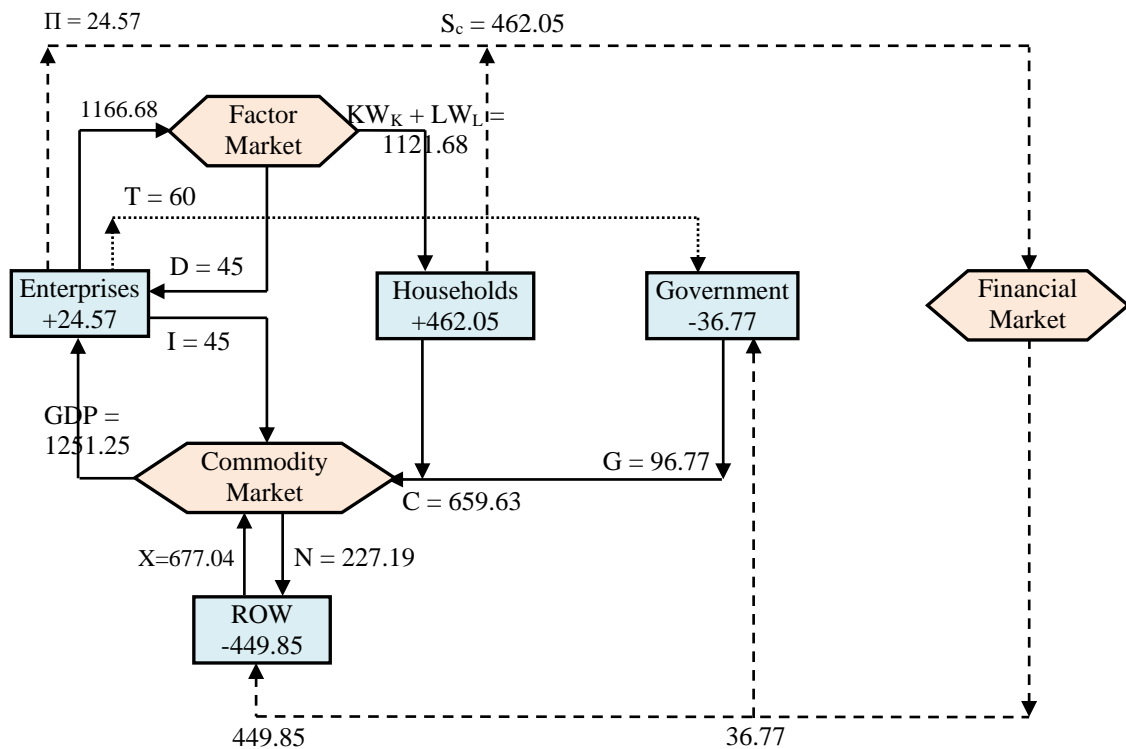 Π = 24.57
S_c = 462.05
1166.68
Factor
Market
KW_K + LW_L =
1121.68
T = 60
D = 45
Enterprises
+24.57
Households
+462.05
Government
-36.77
Financial
Market
I = 45
GDP =
1251.25
Commodity
Market
G = 96.77
C = 659.63
X=677.04
N = 227.19
ROW
-449.85
449.85
36.77